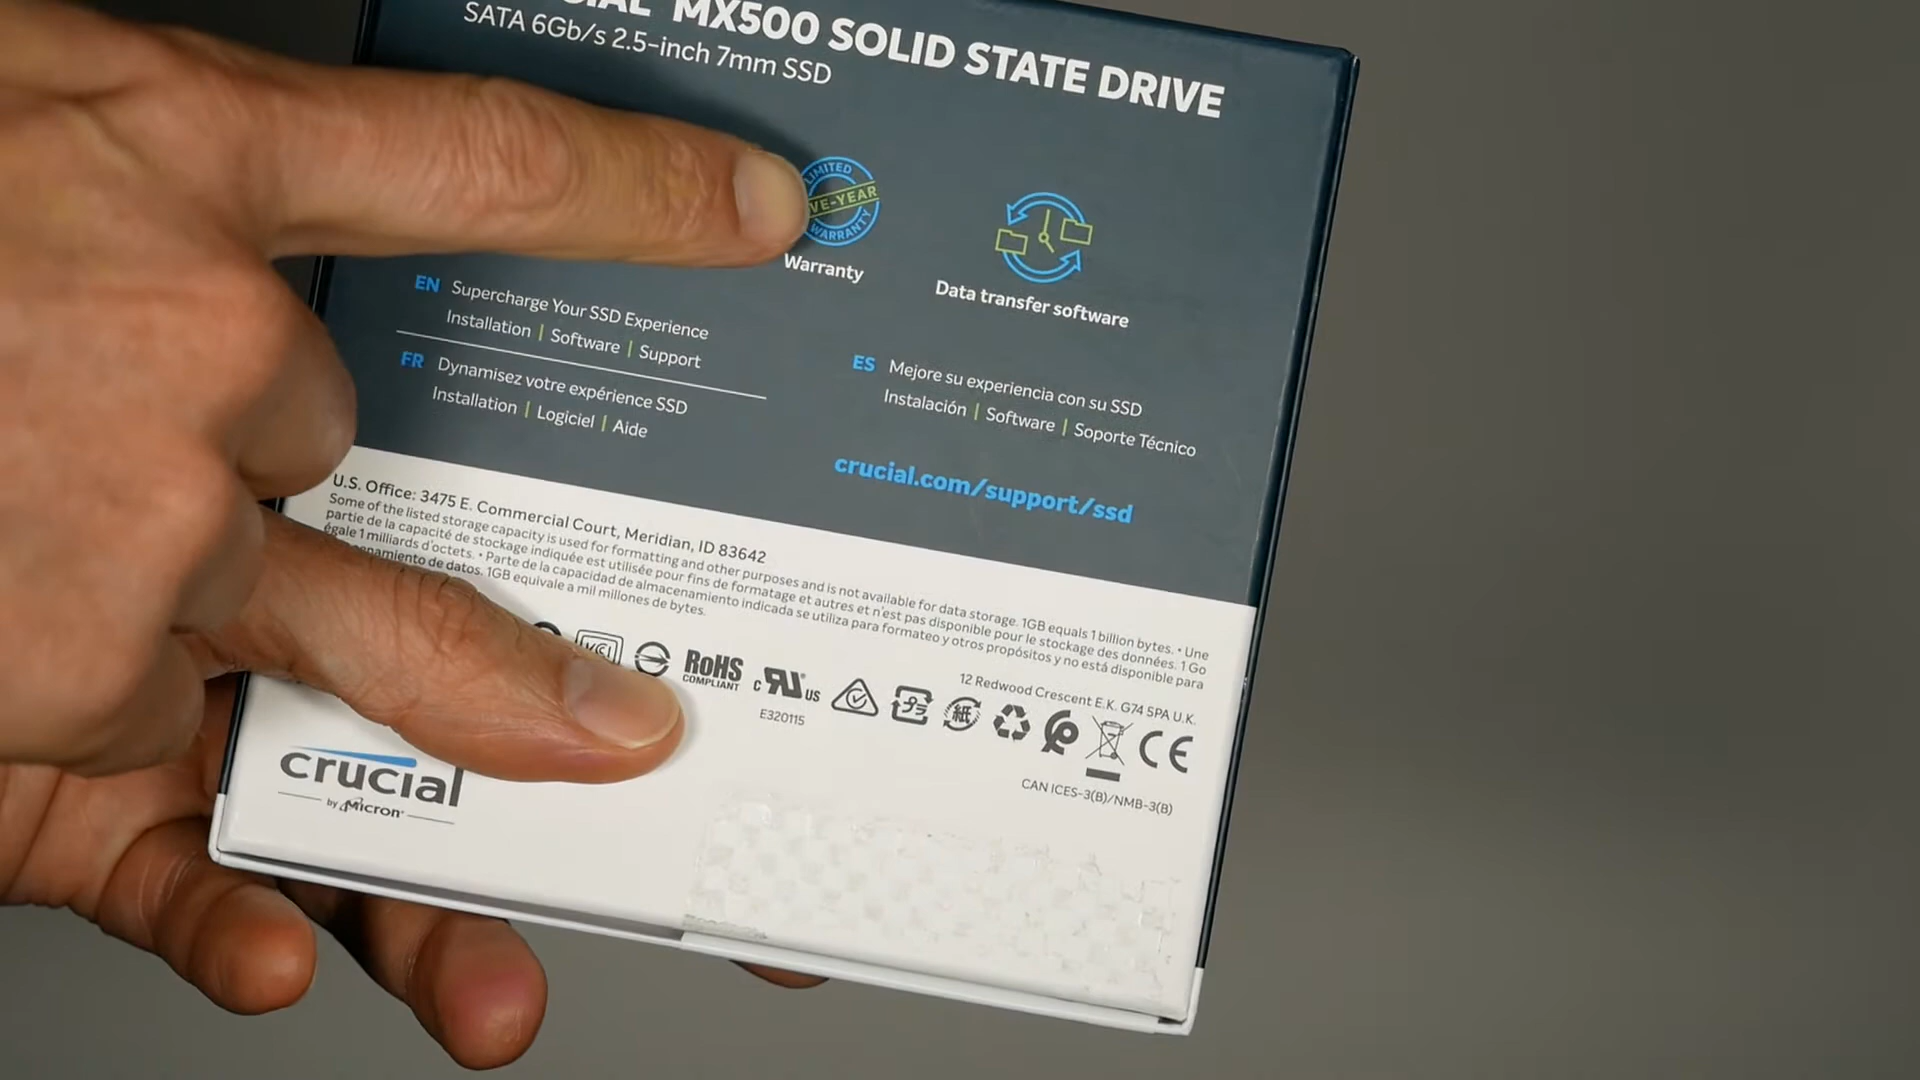 MX500 SOLID STATE DRIVE
SATA 6Gb/s 2.5-inch 7mm SSD
LIMITED
-YEAR
WARRANTY
Warranty
Data transfer software
EN Supercharge Your SSD Experience
Installation | Software | Support
FR Dynamisez votre expérience SSD
Installation | Logiciel | Aide
ES Mejore su experiencia con su SSD
Instalación | Software | Soporte Técnico
crucial.com/support/ssd
U.S. Office: 3475 E. Commercial Court, Meridian, ID 83642
Some of the listed storage capacity is used for formatting and other purposes and is not available for data storage. 1GB equals 1 billion bytes. • Une
partie de la capacité de stockage indiquée est utilisée pour fins de formatage et autres et n'est pas disponible pour le stockage des données. 1 Go
égale 1 milliards d'octets. • Parte de la capacidad de almacenamiento indicada se utiliza para formateo y otros propósitos y no está disponible para
de datos. 1GB equivale a mil millones de bytes.
12 Redwood Crescent E.K. G74 5PA U.K.
RoHS
COMPLIANT
c US
E320115
プラ
紙
CE
CAN ICES-3(B)/NMB-3(B)
crucial
by Micron